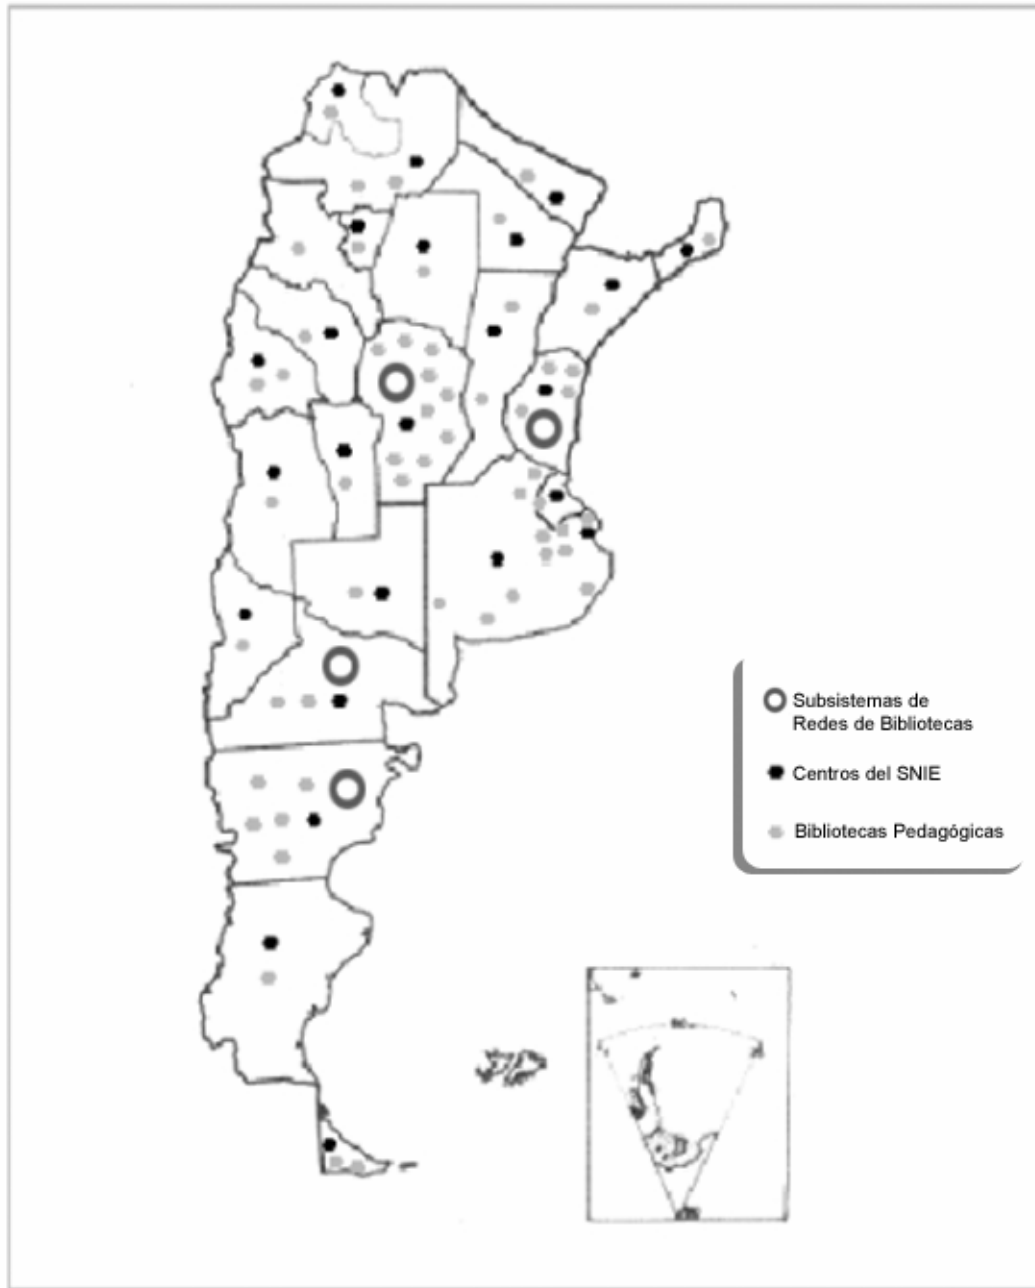 Subsistemas de
Redes de Bibliotecas
Centros del SNIE
Bibliotecas Pedagógicas